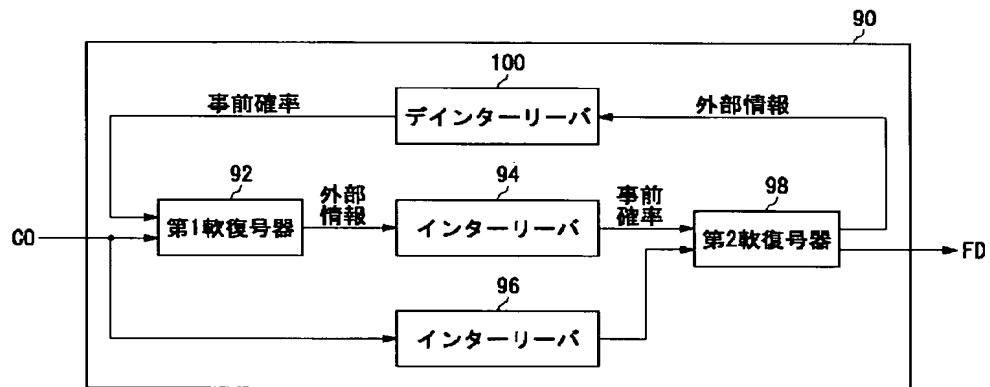 90
100
事前確率
デインターリーバ
外部情報
92
外部
情報
94
事前
確率
98
CO
第1軟復号器
インターリーバ
第2軟復号器
FD
96
インターリーバ